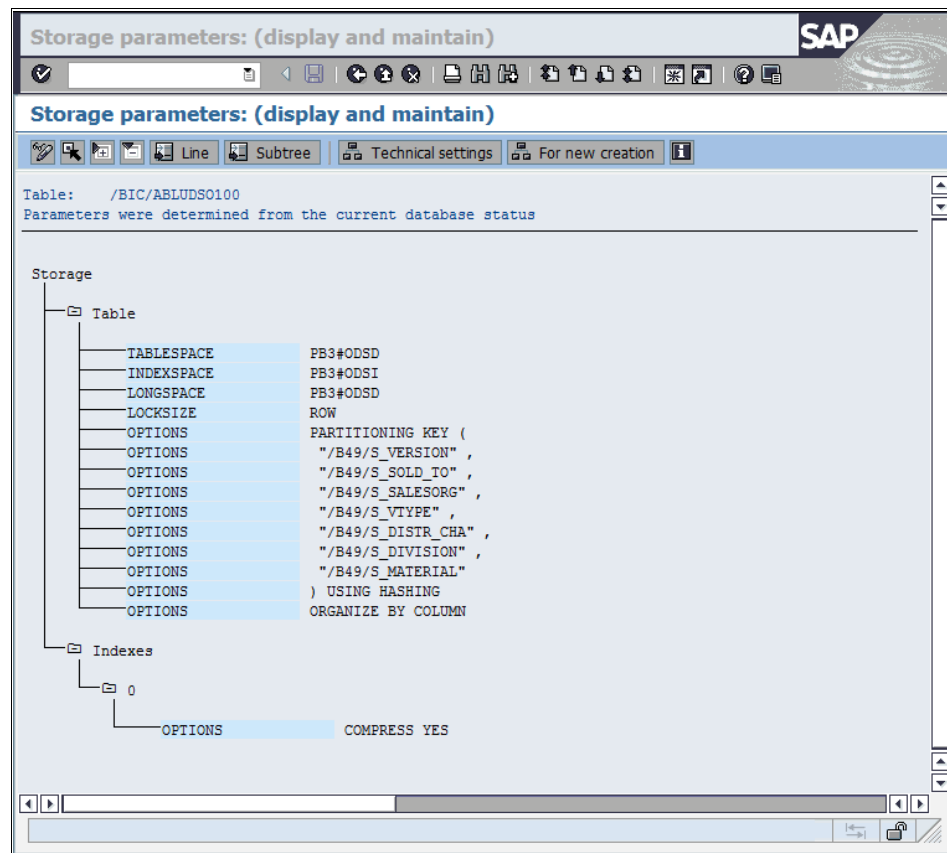 Storage parameters: (display and maintain)
SAP
Storage parameters: (display and maintain)
Line Subtree Technical settings For new creation
Table: /BIC/ABLUDSO100
Parameters were determined from the current database status
Storage
Table
TABLESPACE PB3#ODSD
INDEXSPACE PB3#ODSI
LONGSPACE PB3#ODSD
LOCKSIZE ROW
OPTIONS PARTITIONING KEY (
OPTIONS "/B49/S_VERSION" ,
OPTIONS "/B49/S_SOLD_TO" ,
OPTIONS "/B49/S_SALESORG" ,
OPTIONS "/B49/S_VTYPE" ,
OPTIONS "/B49/S_DISTR_CHA" ,
OPTIONS "/B49/S_DIVISION" ,
OPTIONS "/B49/S_MATERIAL"
OPTIONS ) USING HASHING
OPTIONS ORGANIZE BY COLUMN
Indexes
0
OPTIONS COMPRESS YES